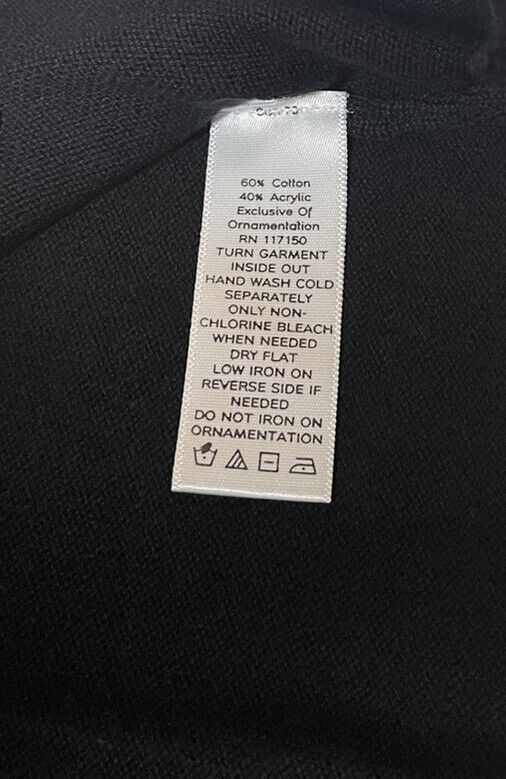 60% Cotton
40% Acrylic
Exclusive Of
Ornamentation
RN 117150
TURN GARMENT
INSIDE OUT
HAND WASH COLD
SEPARATELY
ONLY NON-
CHLORINE BLEACH
WHEN NEEDED
DRY FLAT
LOW IRON ON
REVERSE SIDE IF
NEEDED
DO NOT IRON ON
ORNAMENTATION